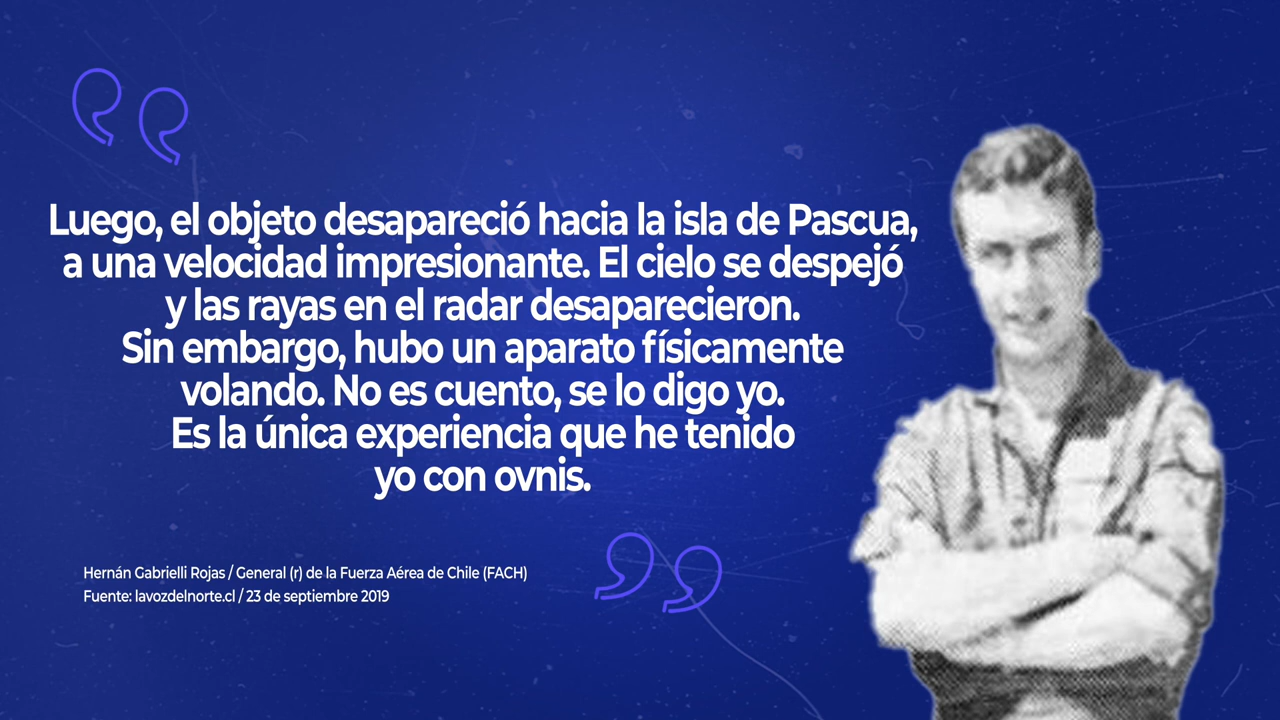 Luego, el objeto desapareció hacia la isla de Pascua,
a una velocidad impresionante. El cielo se despejó
y las rayas en el radar desaparecieron.
Sin embargo, hubo un aparato físicamente
volando. No es cuento, se lo digo yo.
Es la única experiencia que he tenido
yo con ovnis.
Hernán Gabrielli Rojas / General (r) de la Fuerza Aérea de Chile (FACH)
Fuente: lavozdelnorte.cl / 23 de septiembre 2019